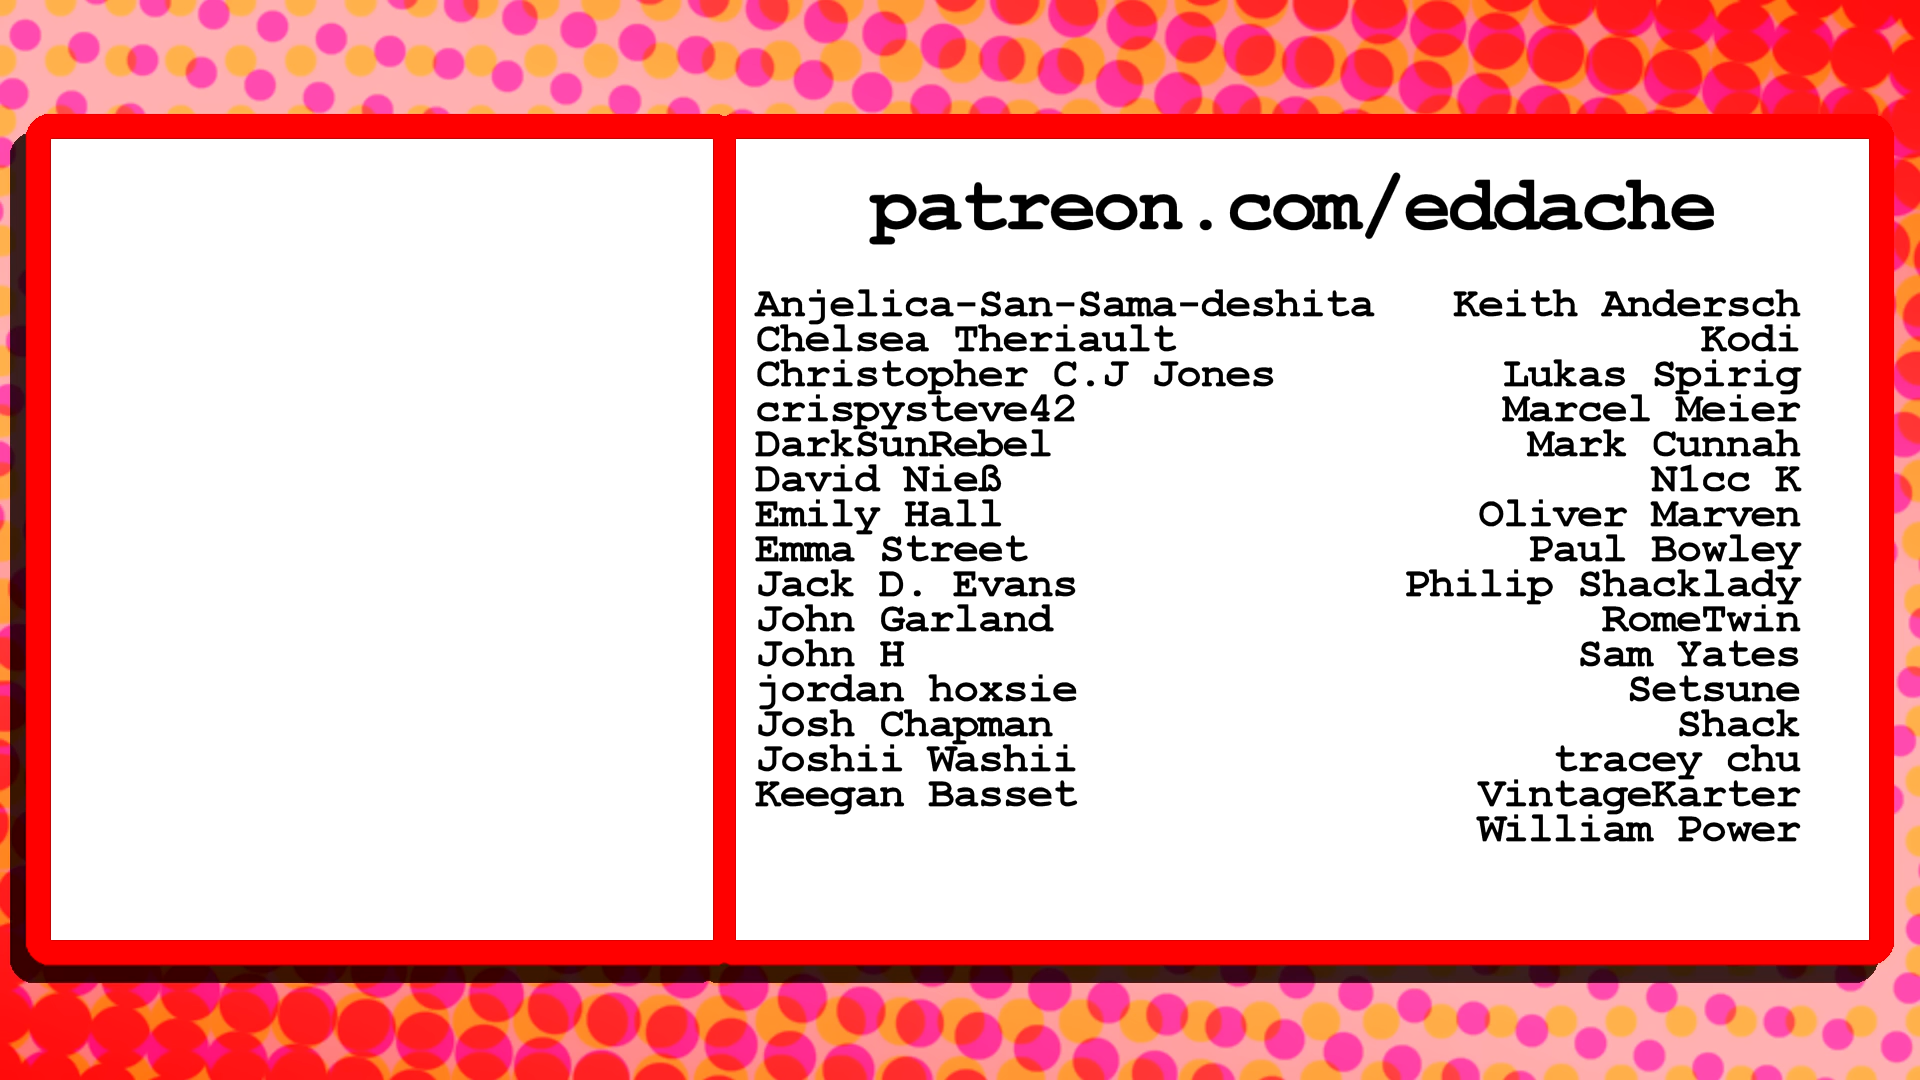 patreon.com/eddache
Anjelica-San-Sama-deshita
Chelsea Theriault
Christopher C.J Jones
crispysteve42
DarkSunRebel
David Nieß
Emily Hall
Emma Street
Jack D. Evans
John Garland
John H
jordan hoxsie
Josh Chapman
Joshii Washii
Keegan Basset
Keith Andersch
Kodi
Lukas Spirig
Marcel Meier
Mark Cunnah
N1cc K
Oliver Marven
Paul Bowley
Philip Shacklady
RomeTwin
Sam Yates
Setsune
Shack
tracey chu
VintageKarter
William Power